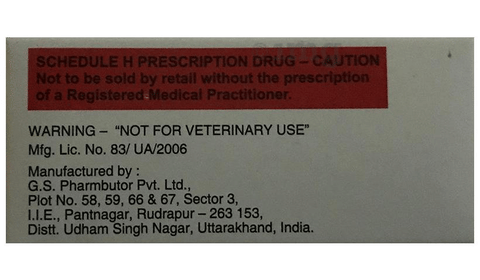 SCHEDULE H PRESCRIPTION DRUG – CAUTION
Not to be sold by retail without the prescription
of a Registered Medical Practitioner.
WARNING – "NOT FOR VETERINARY USE"
Mfg. Lic. No. 83/ UA/2006
Manufactured by :
G.S. Pharmbutor Pvt. Ltd.,
Plot No. 58, 59, 66 & 67, Sector 3,
I.I.E., Pantnagar, Rudrapur – 263 153,
Distt. Udham Singh Nagar, Uttarakhand, India.